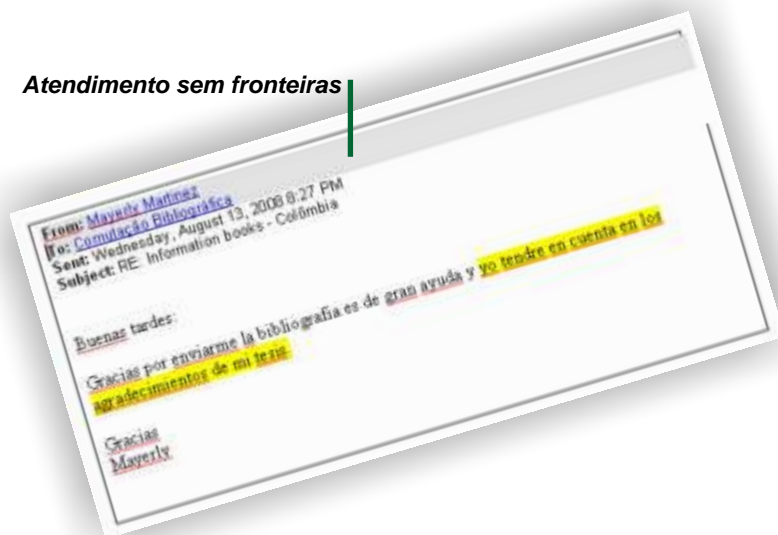 Atendimento sem fronteiras
From: Mayerly Martinez
To: Comutação Bibliográfica
Sent: Wednesday, August 13, 2008 8:27 PM
Subject: RE: Information books - Colômbia
Buenas tardes:
Gracias por enviarme la bibliografia es de gran ayuda y yo tendre en cuenta en los
agradecimientos de mi tesis.
Gracias
Mayerly